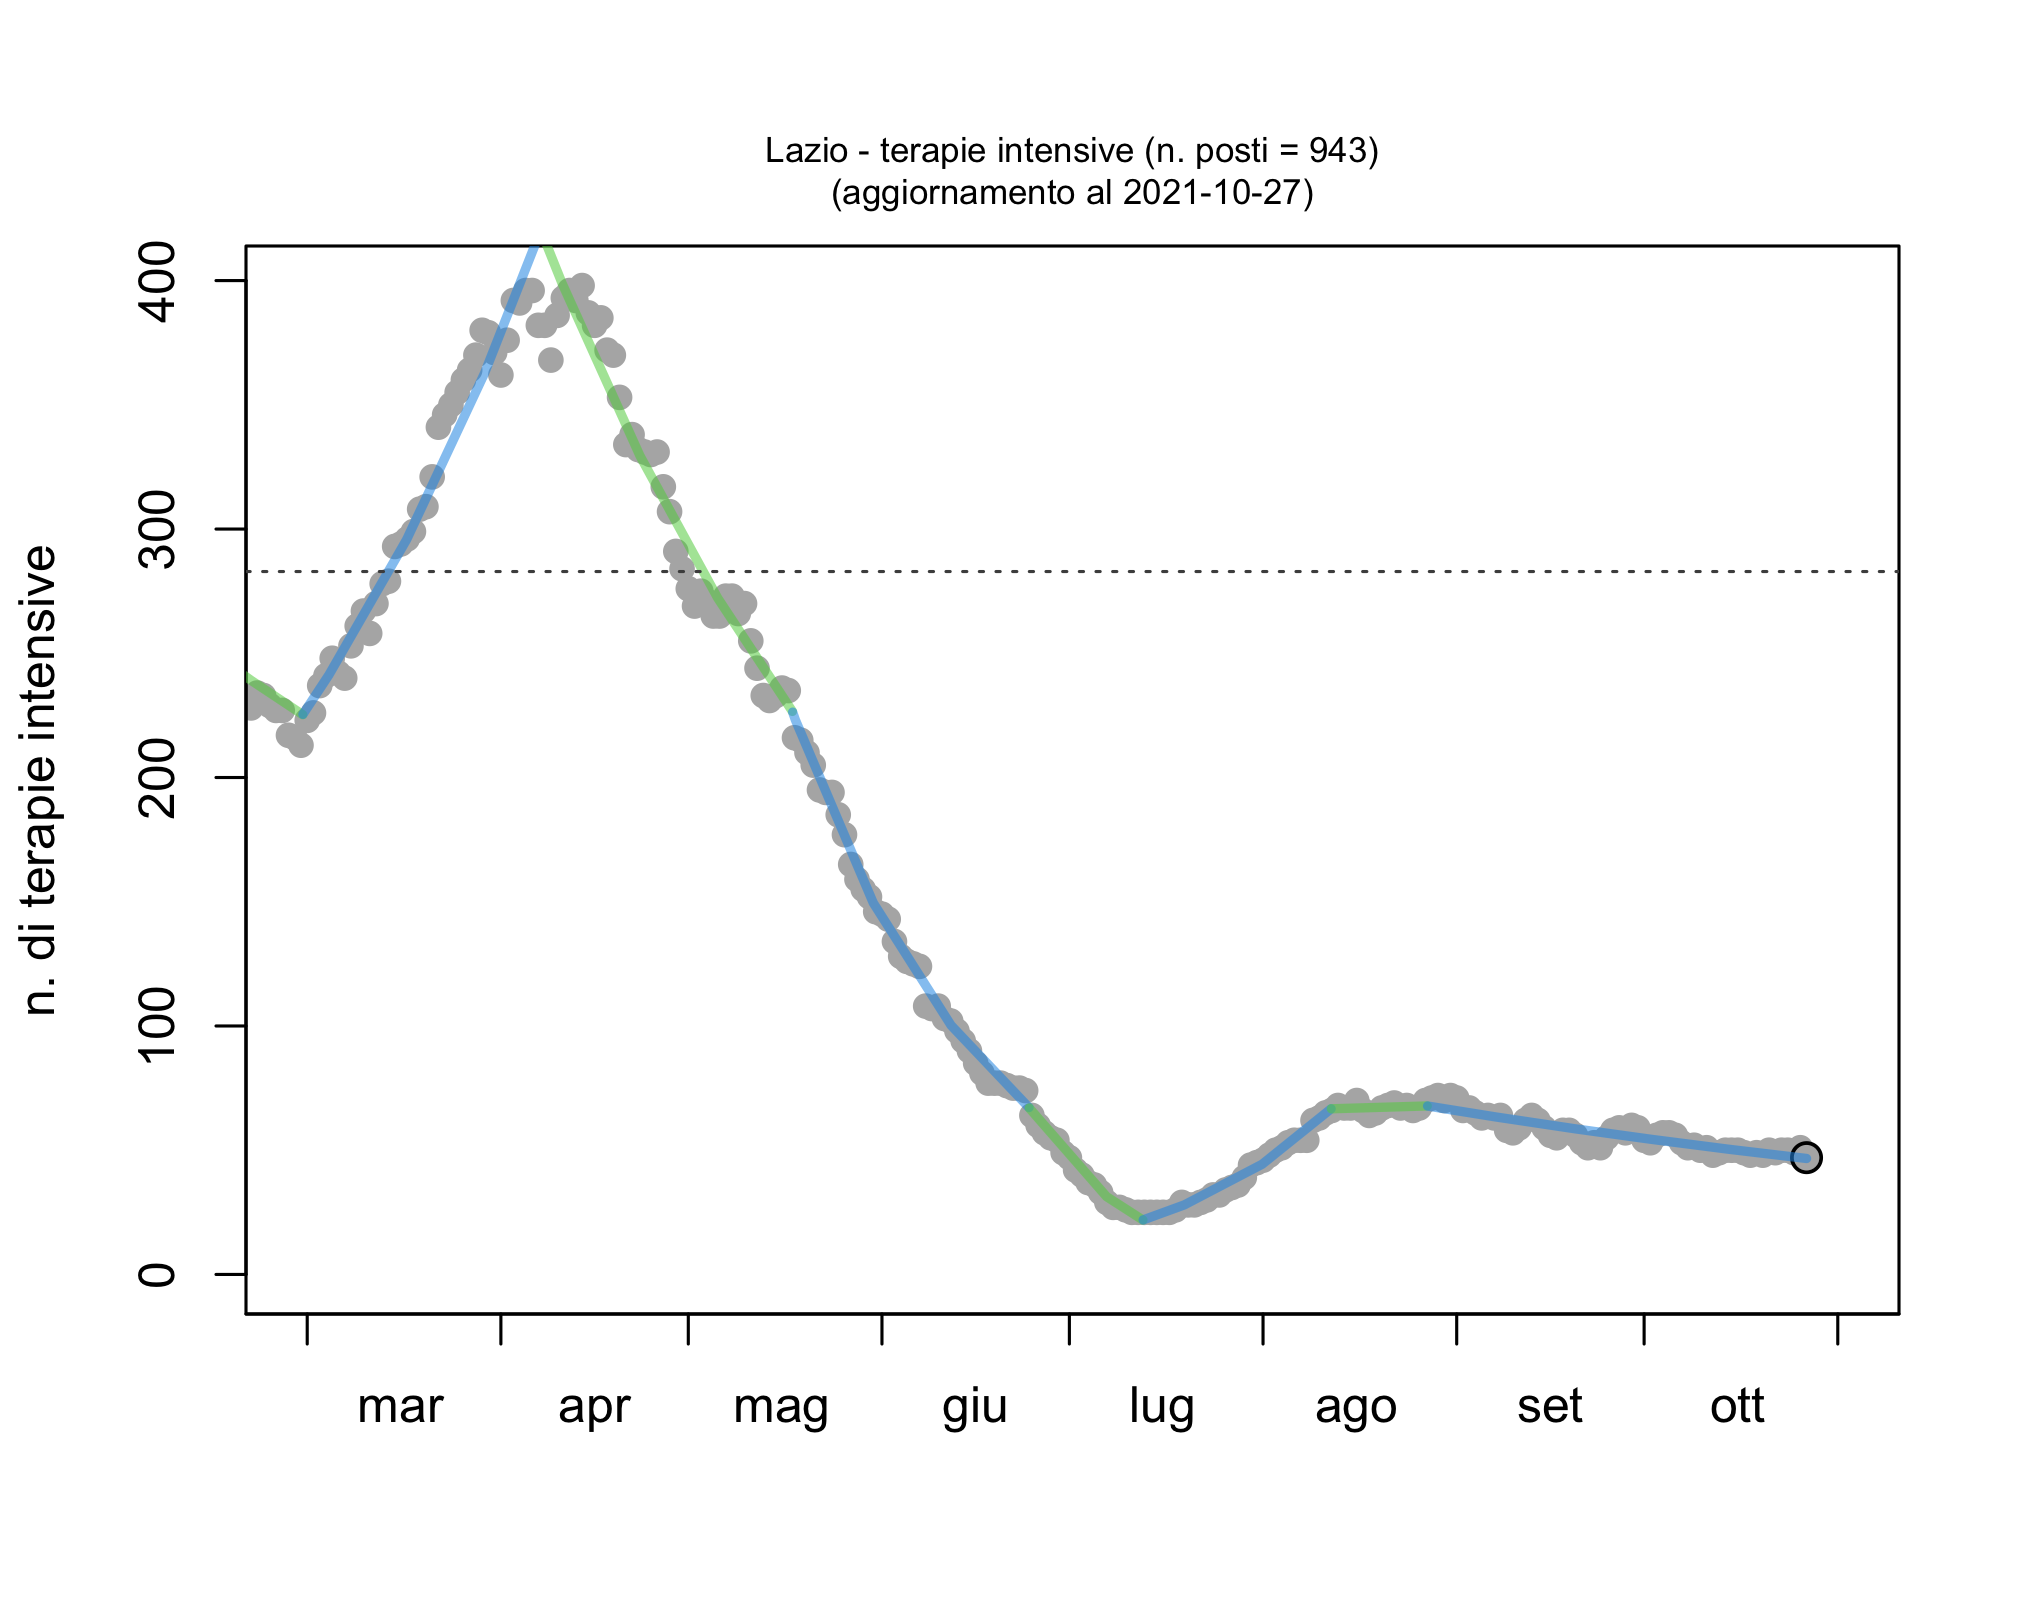 Lazio - terapie intensive (n. posti = 943)
(aggiornamento al 2021-10-27)
n. di terapie intensive
400
300
200
100
0
mar apr mag giu lug ago set ott